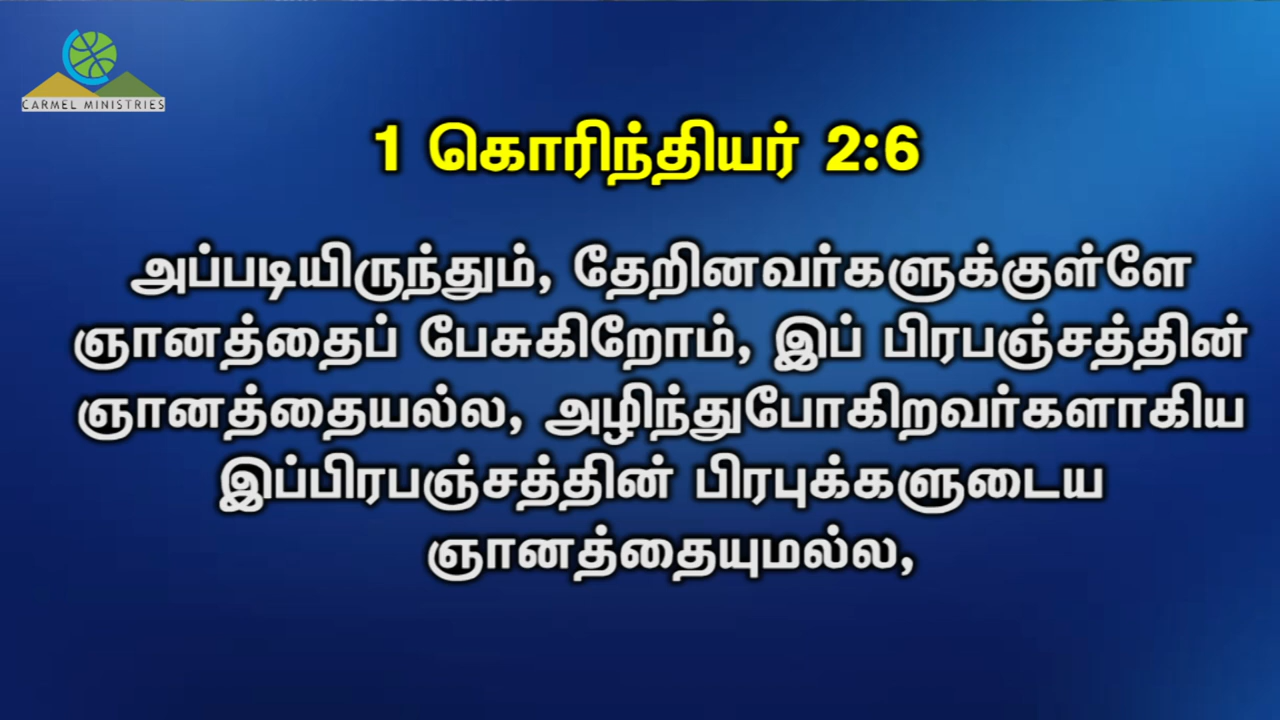 CARMEL MINISTRIES
1 கொரிந்தியர் 2:6
அப்படியிருந்தும், தேறினவர்களுக்குள்ளே
ஞானத்தைப் பேசுகிறோம், இப் பிரபஞ்சத்தின்
ஞானத்தையல்ல, அழிந்துபோகிறவர்களாகிய
இப்பிரபஞ்சத்தின் பிரபுக்களுடைய
ஞானத்தையுமல்ல,